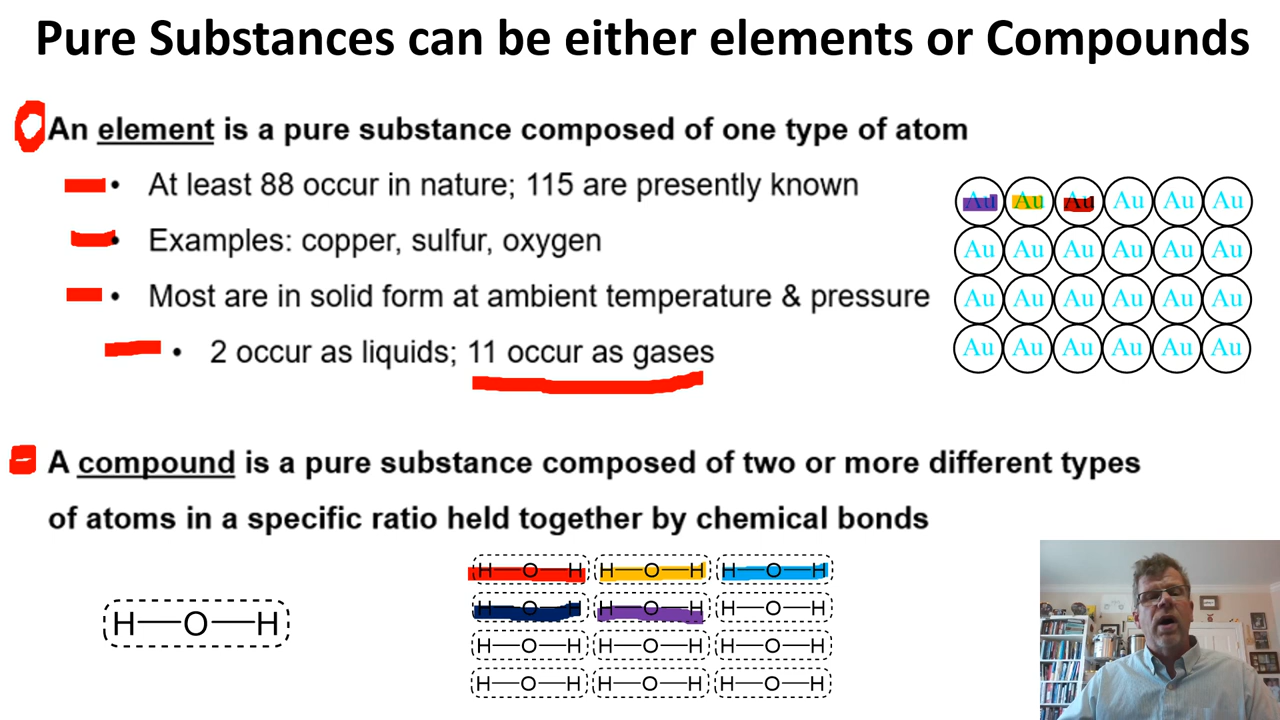 Pure Substances can be either elements or Compounds
An element is a pure substance composed of one type of atom
• At least 88 occur in nature; 115 are presently known
• Examples: copper, sulfur, oxygen
• Most are in solid form at ambient temperature & pressure
• 2 occur as liquids; 11 occur as gases
Au Au Au Au Au Au
Au Au Au Au Au Au
Au Au Au Au Au Au
Au Au Au Au Au Au
A compound is a pure substance composed of two or more different types
of atoms in a specific ratio held together by chemical bonds
H—O—H
H—O—H H—O—H H—O—H
H—O—H H—O—H H—O—H
H—O—H H—O—H H—O—H
H—O—H H—O—H H—O—H